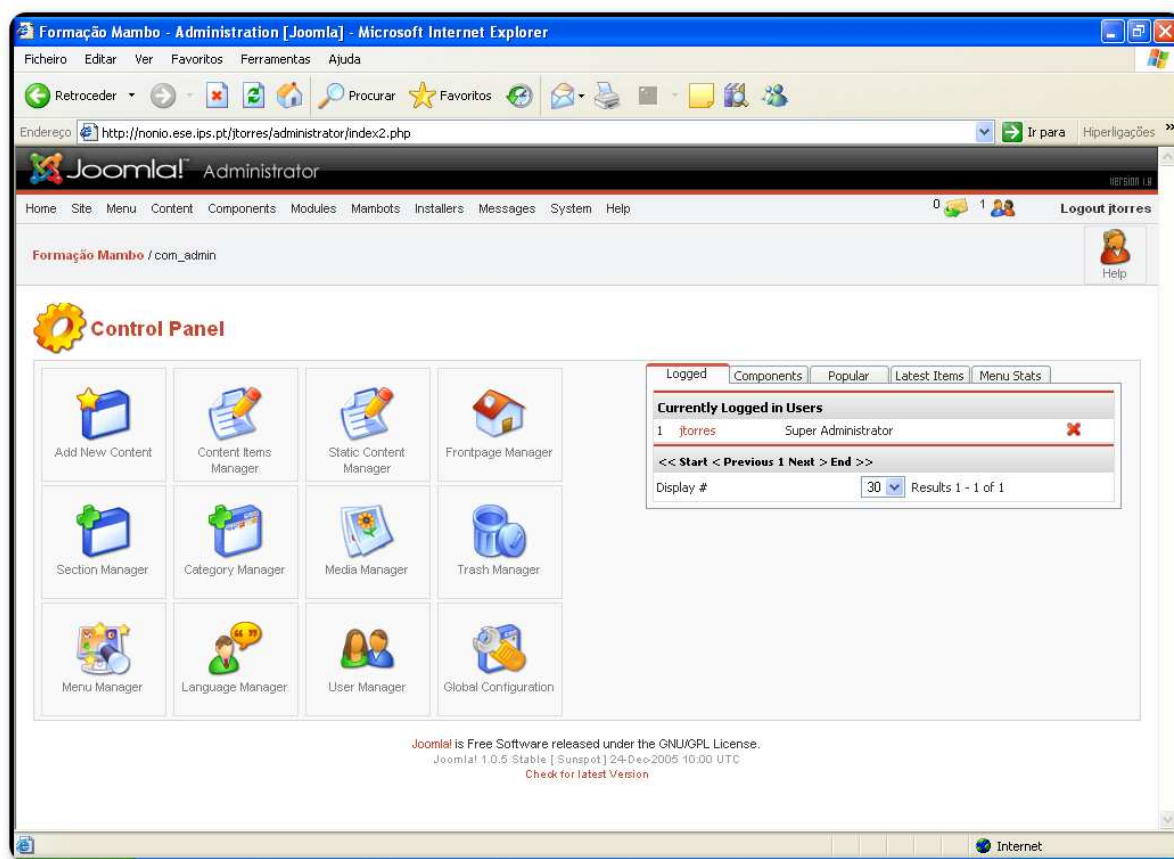 Formação Mambo - Administration [Joomla] - Microsoft Internet Explorer
Ficheiro Editar Ver Favoritos Ferramentas Ajuda
Retroceder Procurar Favoritos
Endereço http://nonio.ese.ips.pt/jtorres/administrator/index2.php Ir para Hiperligações »
Joomla! Administrator
version 1.0
Home Site Menu Content Components Modules Mambots Installers Messages System Help 0 1 Logout jtorres
Formação Mambo / com_admin
Help
Control Panel
Logged Components Popular Latest Items Menu Stats
Currently Logged in Users
1 jtorres Super Administrator
<< Start < Previous 1 Next > End >>
Display # 30 Results 1 - 1 of 1
Add New Content
Content Items Manager
Static Content Manager
Frontpage Manager
Section Manager
Category Manager
Media Manager
Trash Manager
Menu Manager
Language Manager
User Manager
Global Configuration
Joomla! is Free Software released under the GNU/GPL License.
Joomla! 1.0.5 Stable [ Sunspot ] 24-Dec-2005 10:00 UTC
Check for latest Version
Internet